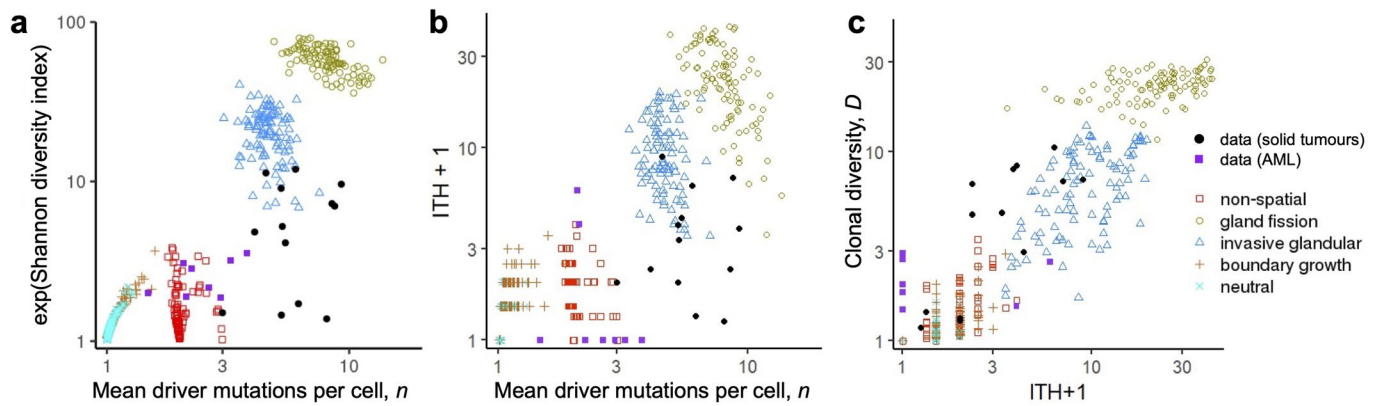 a
exp(Shannon diversity index)
100
10
1
1
3
10
Mean driver mutations per cell, n
b
ITH + 1
30
10
3
1
1
3
10
Mean driver mutations per cell, n
c
Clonal diversity, D
30
10
3
1
1
3
10
30
ITH+1
data (solid tumours)
data (AML)
non-spatial
gland fission
invasive glandular
boundary growth
neutral